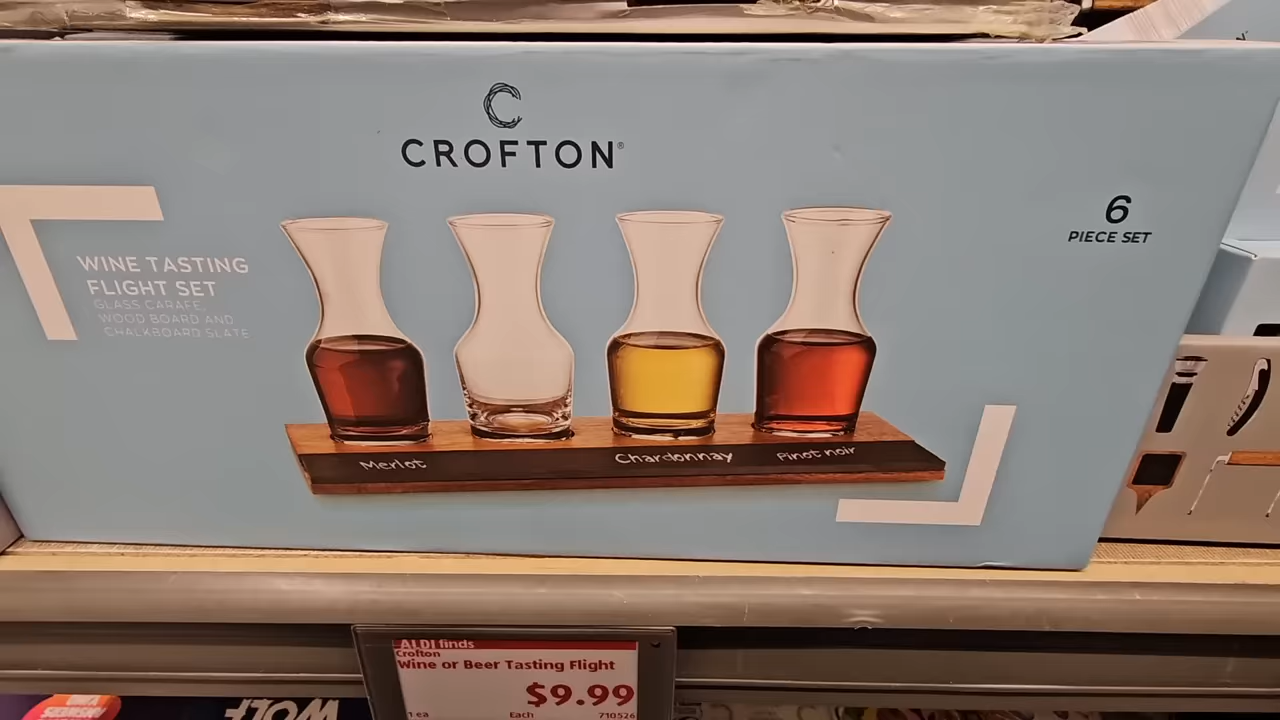 CROFTON®
6
PIECE SET
WINE TASTING
FLIGHT SET
GLASS CARAFE,
WOOD BOARD AND
CHALKBOARD SLATE
Merlot
Chardonnay
Pinot noir
ALDI finds
Crofton
Wine or Beer Tasting Flight
$9.99
1 ea
Each
710526
WOLF